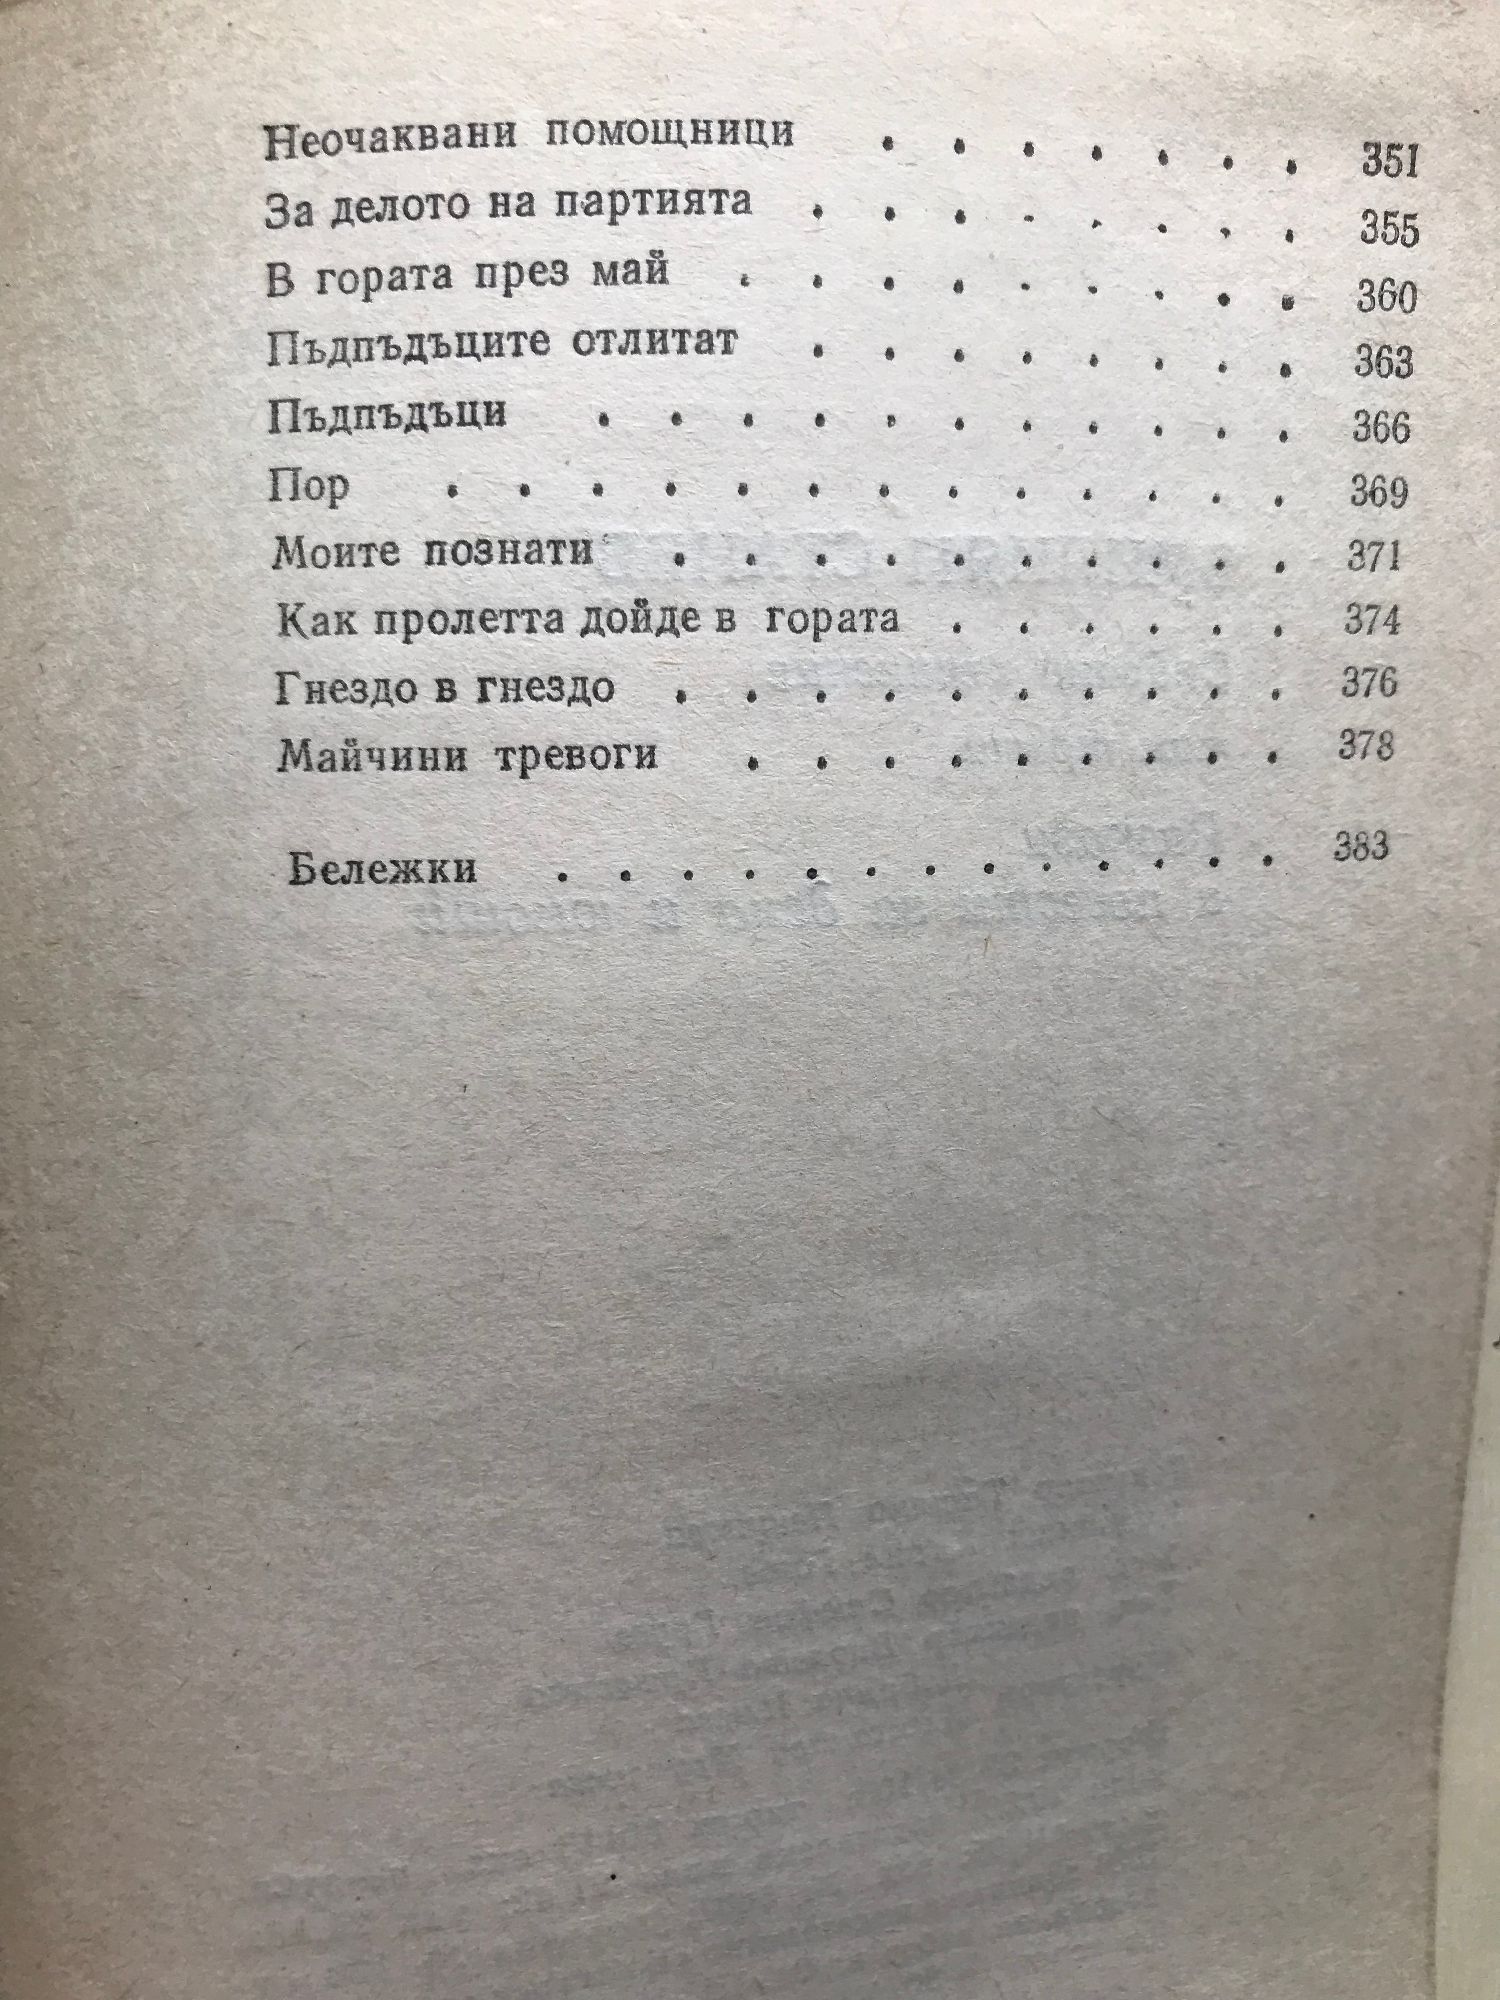 Неочаквани помощници . . . . . . . 351
За делото на партията . . . . . . . . 355
В гората през май . . . . . . . . . 360
Пъдпъдъците отлитат . . . . . . . . 363
Пъдпъдъци . . . . . . . . . . . 366
Пор . . . . . . . . . . . . . 369
Моите познати . . . . . . . . . . 371
Как пролетта дойде в гората . . . . . . 374
Гнездо в гнездо . . . . . . . . . . 376
Майчини тревоги . . . . . . . . . 378
Бележки . . . . . . . . . . . . . 383